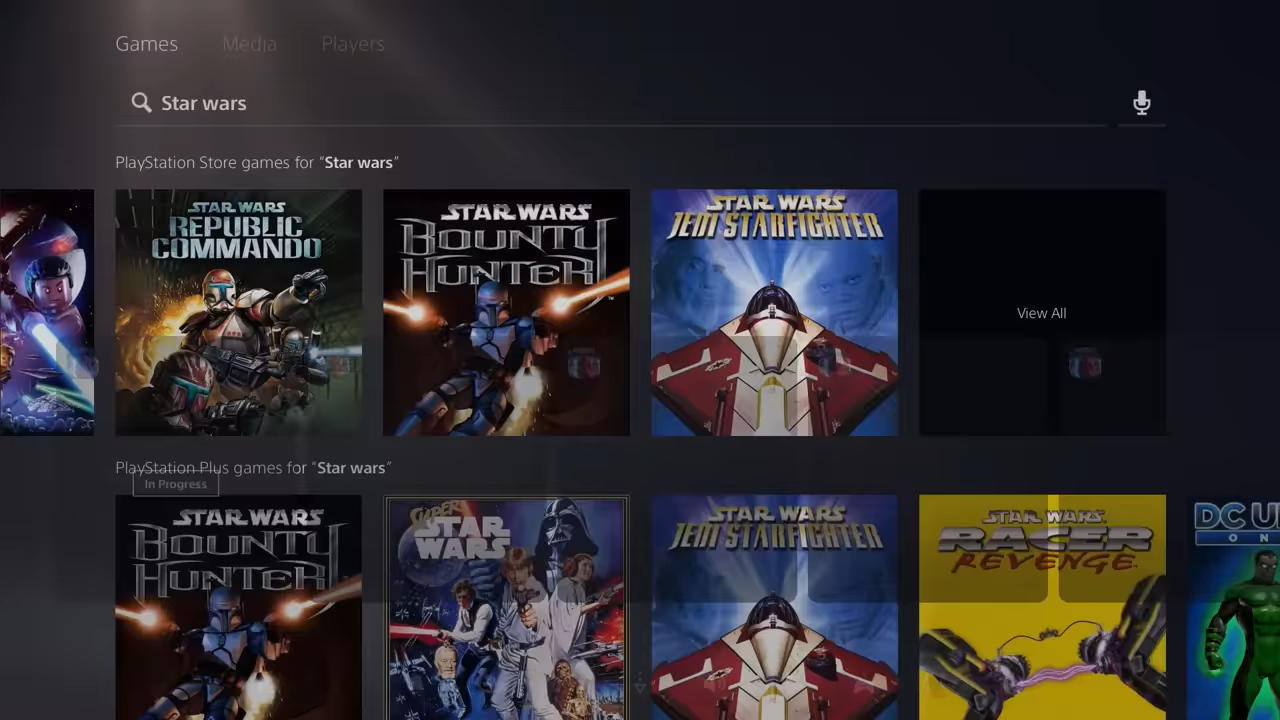 Games
Media
Players
Star wars
PlayStation Store games for "Star wars"
STAR WARS
REPUBLIC
COMMANDO
STAR WARS
BOUNTY
HUNTER
STAR WARS
JEDI STARFIGHTER
View All
PlayStation Plus games for "Star wars"
In Progress
STAR WARS
BOUNTY
HUNTER
SUPER
STAR
WARS
STAR WARS
JEDI STARFIGHTER
STAR WARS
RACER
REVENGE
DC U
ON